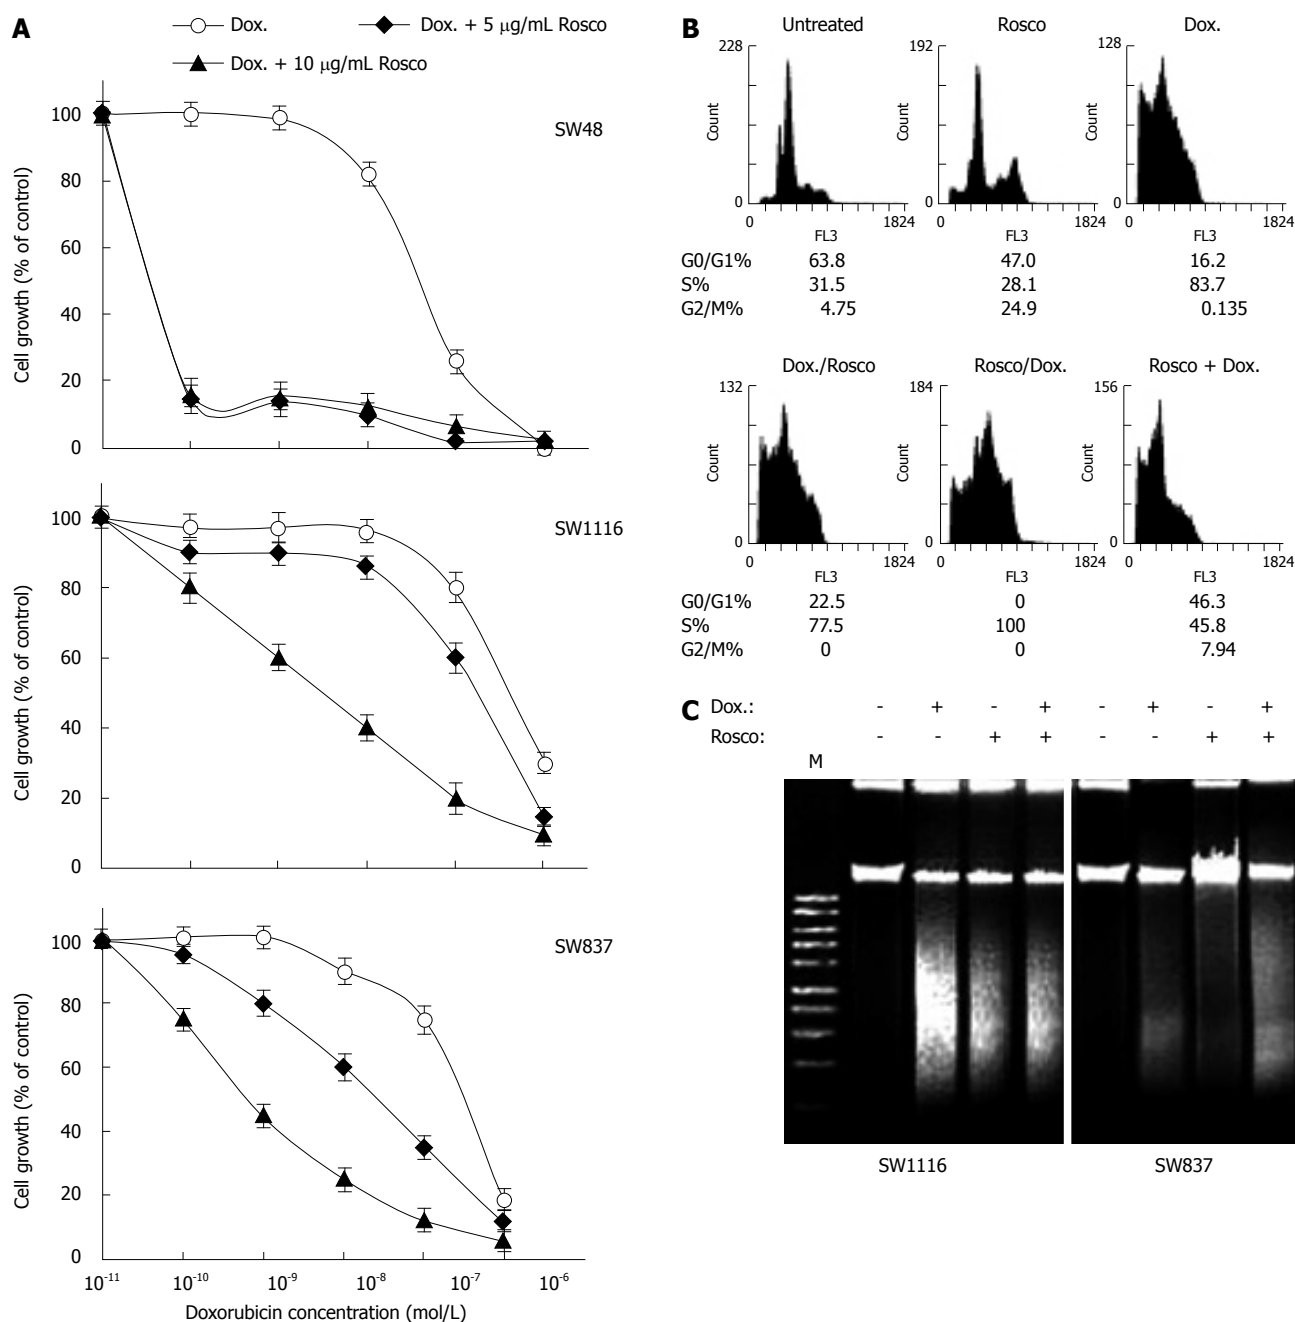 A
Dox.
Dox. + 5 μg/mL Rosco
Dox. + 10 μg/mL Rosco
SW48
Cell growth (% of control)
100
80
60
40
20
0
SW1116
Cell growth (% of control)
100
80
60
40
20
0
SW837
Cell growth (% of control)
100
80
60
40
20
0
10⁻¹¹ 10⁻¹⁰ 10⁻⁹ 10⁻⁸ 10⁻⁷ 10⁻⁶
Doxorubicin concentration (mol/L)
B
Untreated Rosco Dox.
228 192 128
Count Count Count
0 0 0
0 1824 0 1824 0 1824
FL3 FL3 FL3
G0/G1% 63.8 47.0 16.2
S% 31.5 28.1 83.7
G2/M% 4.75 24.9 0.135
Dox./Rosco Rosco/Dox. Rosco + Dox.
132 184 156
Count Count Count
0 0 0
0 1824 0 1824 0 1824
FL3 FL3 FL3
G0/G1% 22.5 0 46.3
S% 77.5 100 45.8
G2/M% 0 0 7.94
C
Dox.: - + - + - + - +
Rosco: - - + + - - + +
M
SW1116 SW837